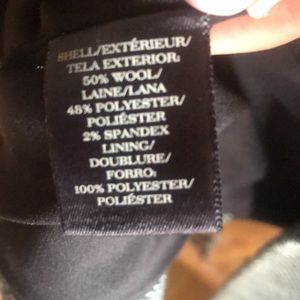 SHELL/EXTÉRIEUR/
TELA EXTERIOR:
50% WOOL/
LAINE/LANA
48% POLYESTER/
POLIÉSTER
2% SPANDEX
LINING/
DOUBLURE/
FORRO:
100% POLYESTER/
POLIÉSTER